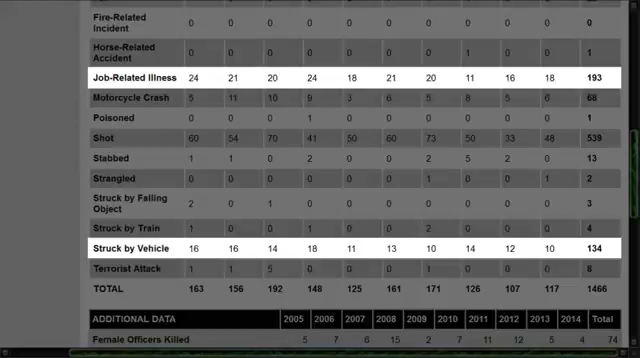 Fire-Related Incident 0 0 0 0 0 0 0 0 0 0 0
Horse-Related Accident 0 0 0 0 0 0 0 1 0 0 1
Job-Related Illness 24 21 20 24 18 21 20 11 16 18 193
Motorcycle Crash 5 11 10 9 3 6 5 8 5 6 68
Poisoned 0 0 0 1 0 0 0 0 0 0 1
Shot 60 54 70 41 50 60 73 50 33 48 539
Stabbed 1 1 0 2 0 0 2 5 2 0 13
Strangled 0 0 0 0 0 0 1 0 0 1 2
Struck by Falling Object 2 0 1 0 0 0 0 0 0 0 3
Struck by Train 1 0 0 1 0 0 2 0 0 0 4
Struck by Vehicle 16 16 14 18 11 13 10 14 12 10 134
Terrorist Attack 1 1 5 0 0 0 1 0 0 0 8
TOTAL 163 156 192 148 125 161 171 126 107 117 1466
ADDITIONAL DATA 2005 2006 2007 2008 2009 2010 2011 2012 2013 2014 Total
Female Officers Killed 5 7 6 15 2 7 11 12 5 4 74